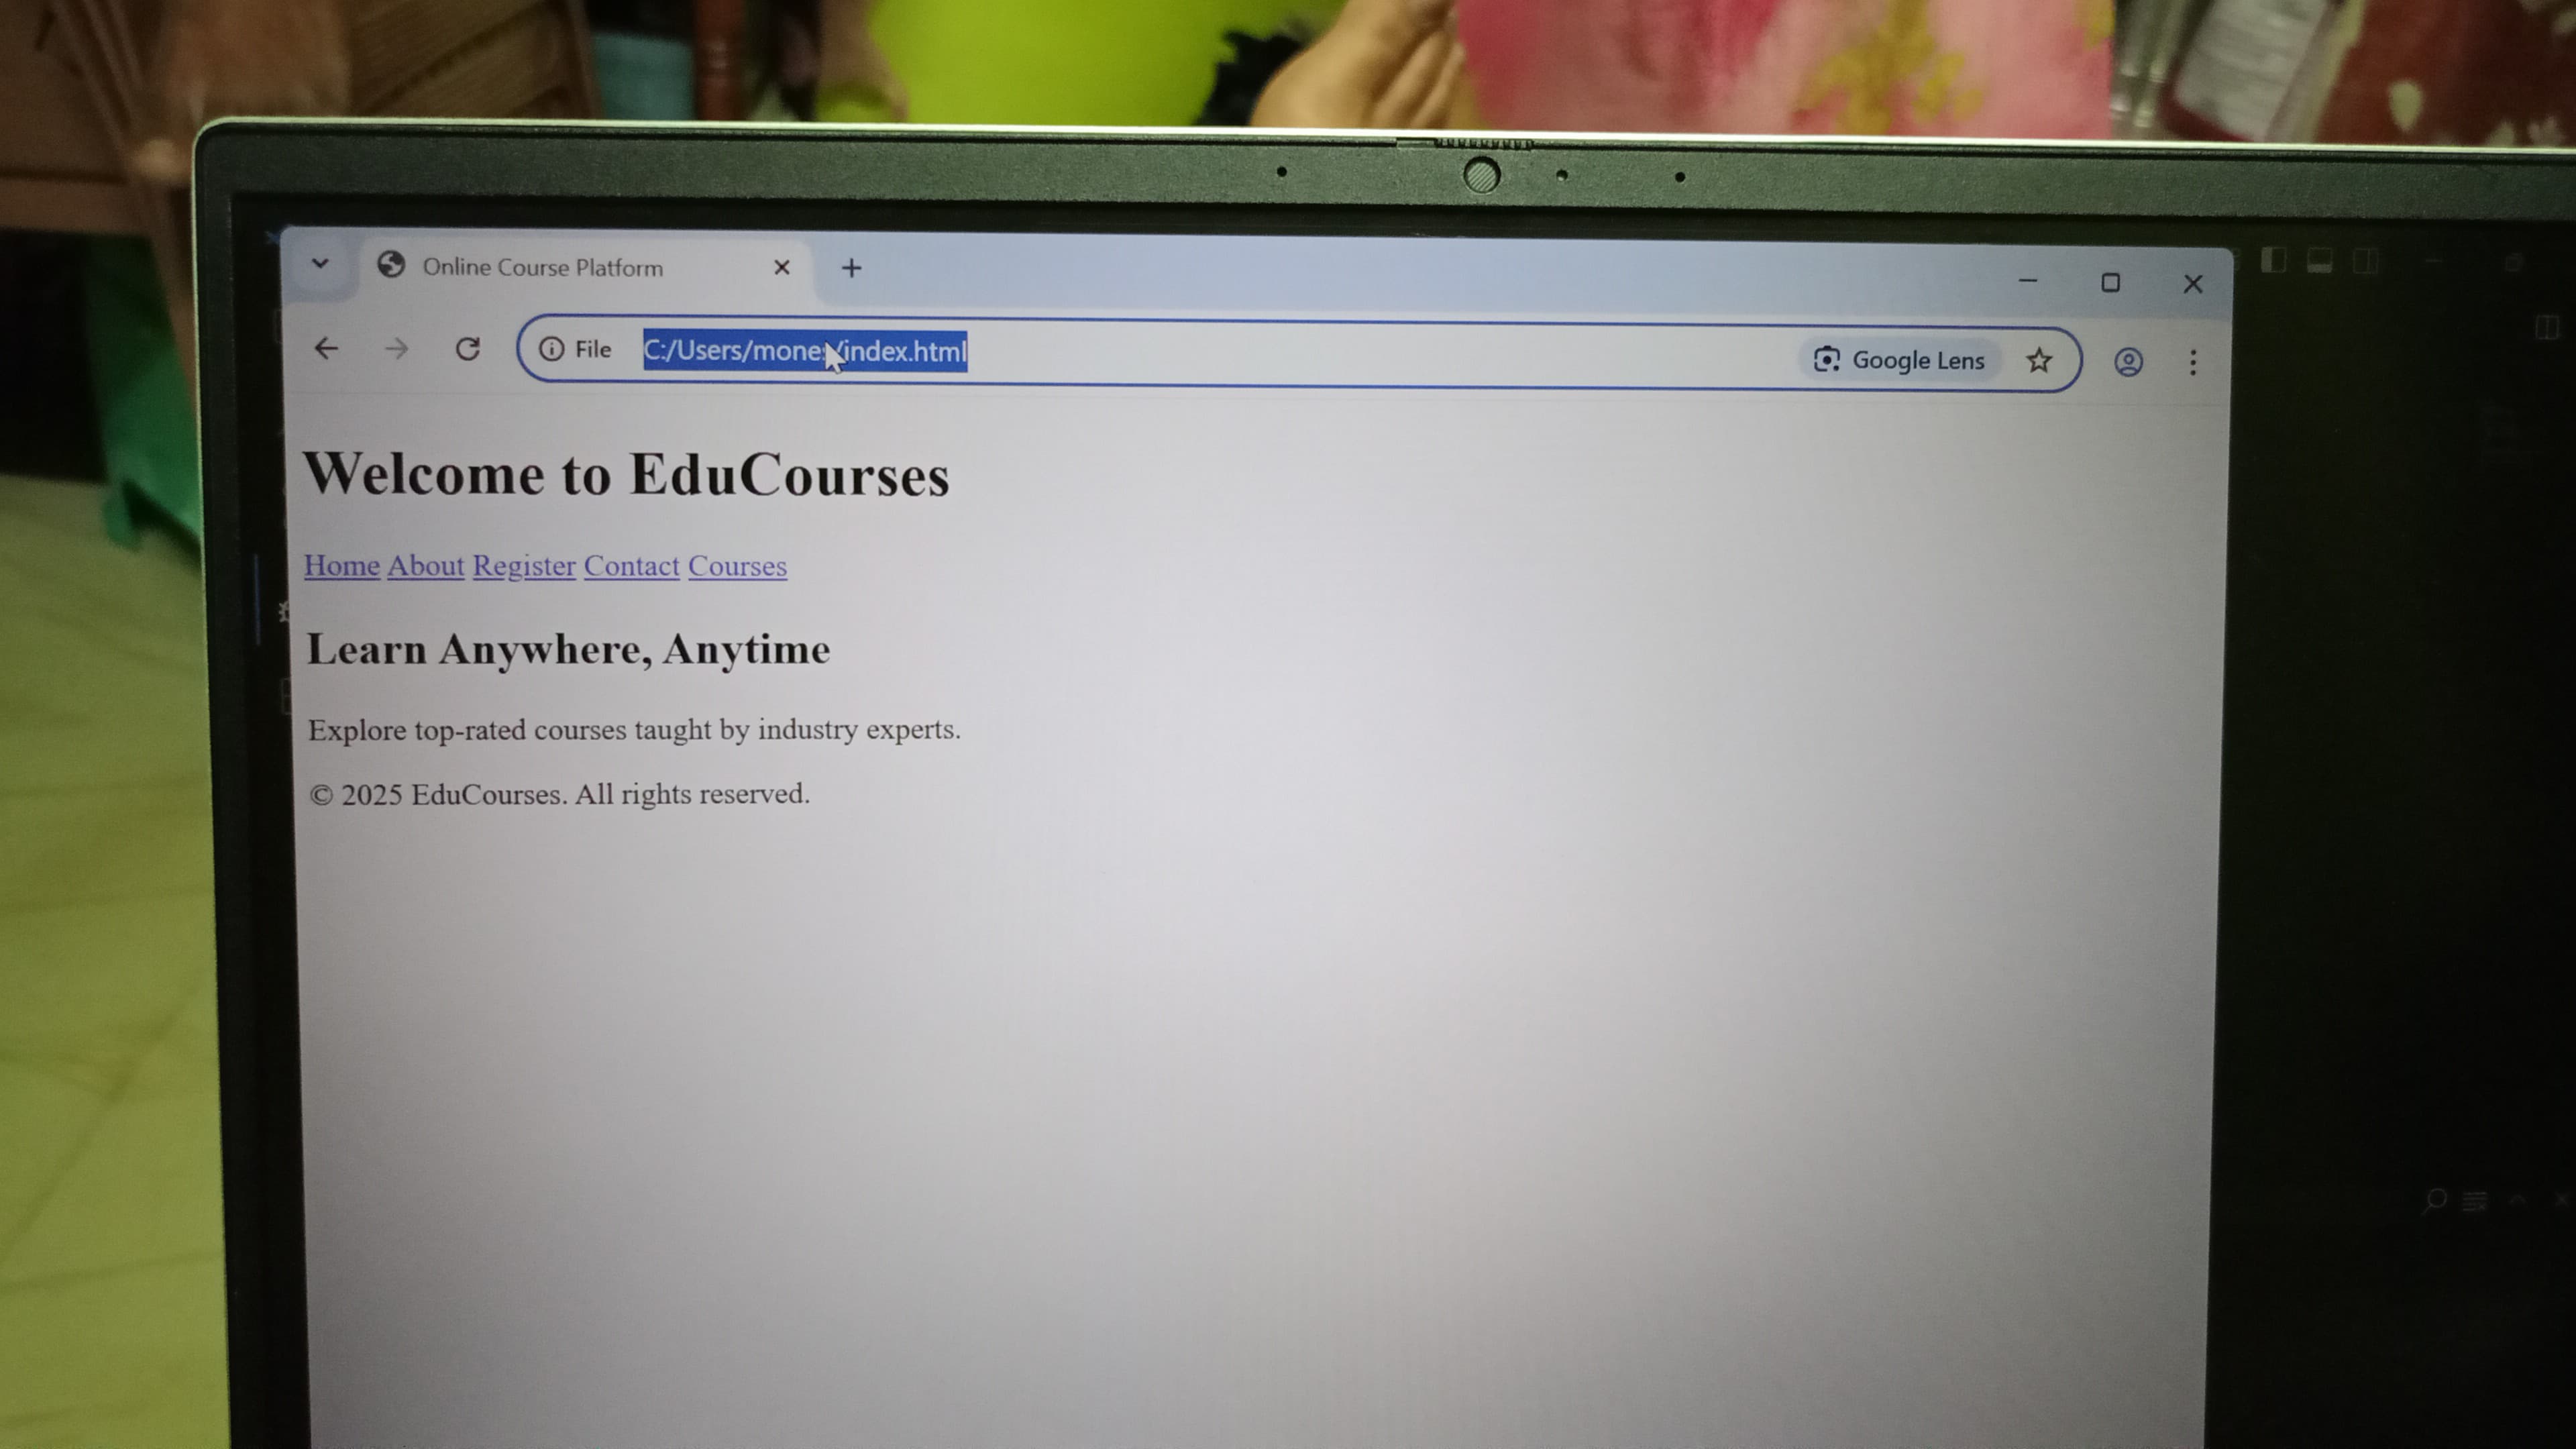 Online Course Platform
File C:/Users/mone /index.html Google Lens
Welcome to EduCourses
Home About Register Contact Courses
Learn Anywhere, Anytime
Explore top-rated courses taught by industry experts.
© 2025 EduCourses. All rights reserved.